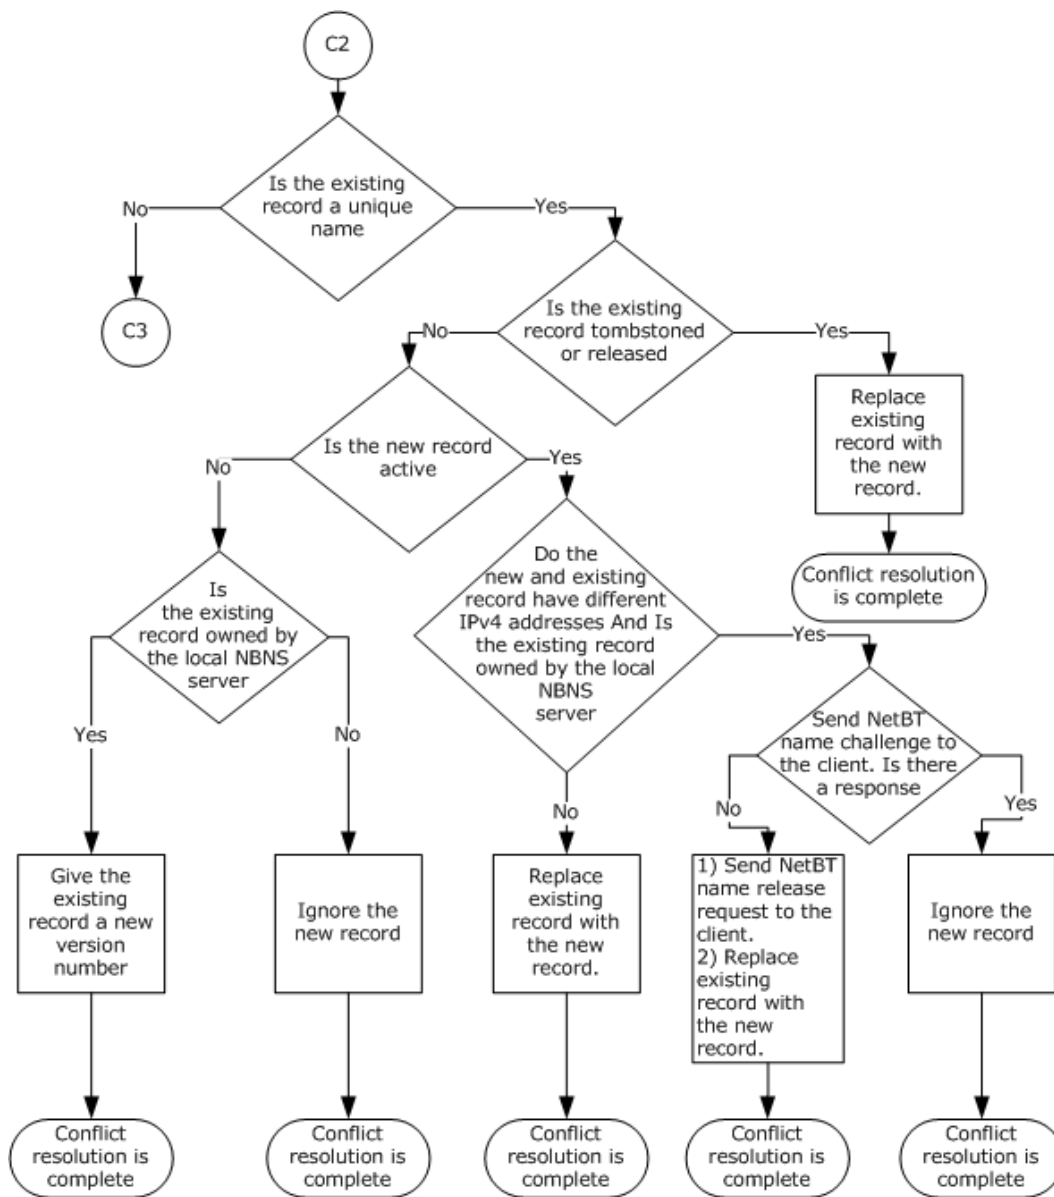 C2
Is the existing
record a unique
name
No
Yes
C3
Is the existing
record tombstoned
or released
No
Yes
Replace
existing
record with
the new
record.
Conflict resolution
is complete
Is the new record
active
No
Yes
Is
the existing
record owned by
the local NBNS
server
Yes
No
Do the
new and existing
record have different
IPv4 addresses And Is
the existing record
owned by the local
NBNS
server
Yes
No
Send NetBT
name challenge to
the client. Is there
a response
No
Yes
Give the
existing
record a new
version
number
Ignore the
new record
Replace
existing
record with
the new
record.
1) Send NetBT
name release
request to the
client.
2) Replace
existing
record with
the new
record.
Ignore the
new record
Conflict
resolution is
complete
Conflict
resolution is
complete
Conflict
resolution is
complete
Conflict
resolution is
complete
Conflict
resolution is
complete